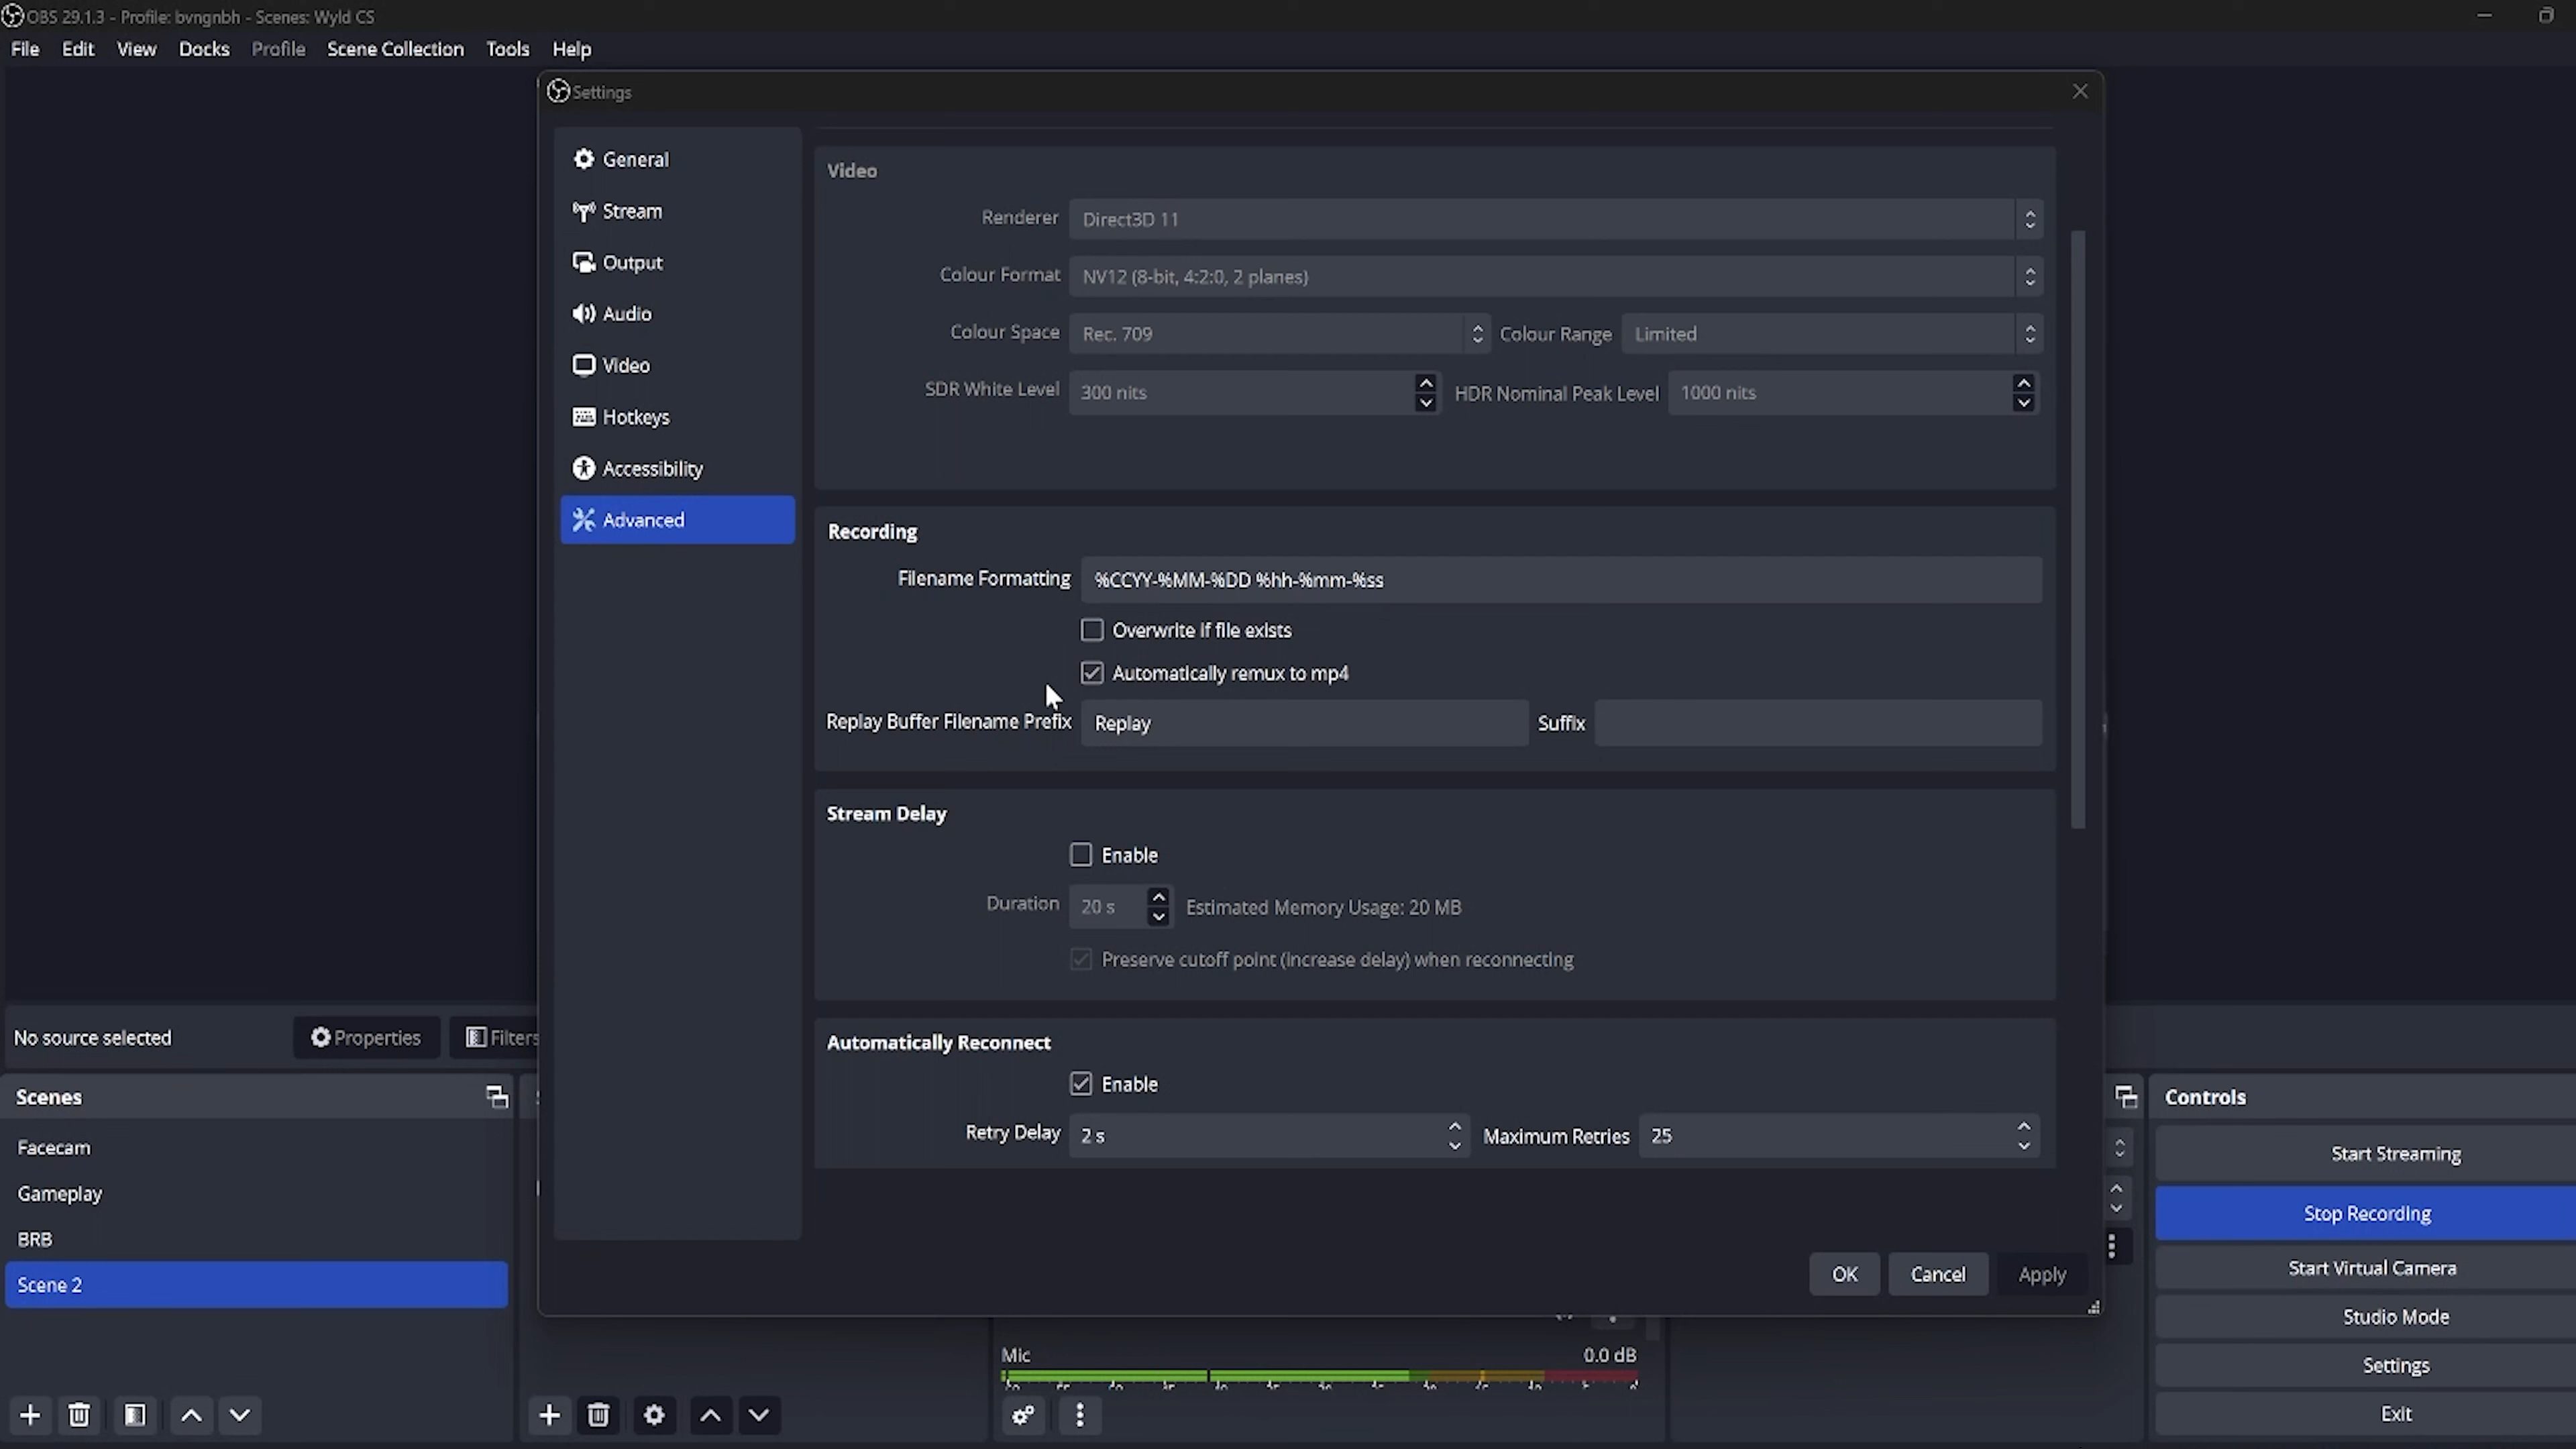 OBS 29.1.3 - Profile: bvngnbh - Scenes: Wyld CS
File Edit View Docks Profile Scene Collection Tools Help
Settings
General
Stream
Output
Audio
Video
Hotkeys
Accessibility
Advanced
Video
Renderer Direct3D 11
Colour Format NV12 (8-bit, 4:2:0, 2 planes)
Colour Space Rec. 709 Colour Range Limited
SDR White Level 300 nits HDR Nominal Peak Level 1000 nits
Recording
Filename Formatting %CCYY-%MM-%DD %hh-%mm-%ss
Overwrite if file exists
Automatically remux to mp4
Replay Buffer Filename Prefix Replay Suffix
Stream Delay
Enable
Duration 20 s Estimated Memory Usage: 20 MB
Preserve cutoff point (increase delay) when reconnecting
Automatically Reconnect
Enable
Retry Delay 2 s Maximum Retries 25
OK Cancel Apply
No source selected Properties Filters
Scenes
Facecam
Gameplay
BRB
Scene 2
Mic 0.0 dB
Controls
Start Streaming
Stop Recording
Start Virtual Camera
Studio Mode
Settings
Exit